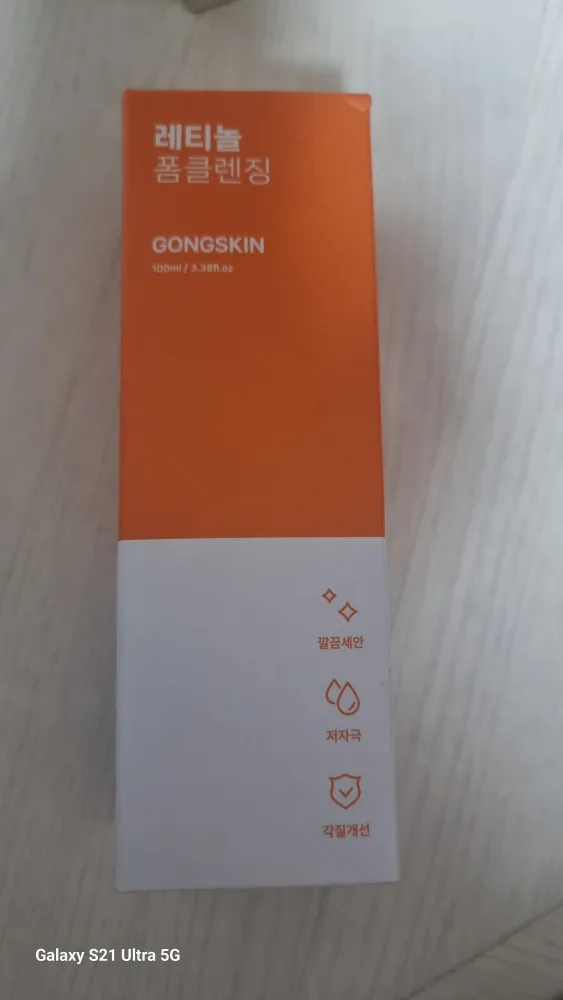 레티놀
폼클렌징
GONGSKIN
100ml / 3.38fl.oz
깔끔세안
저자극
각질개선
Galaxy S21 Ultra 5G